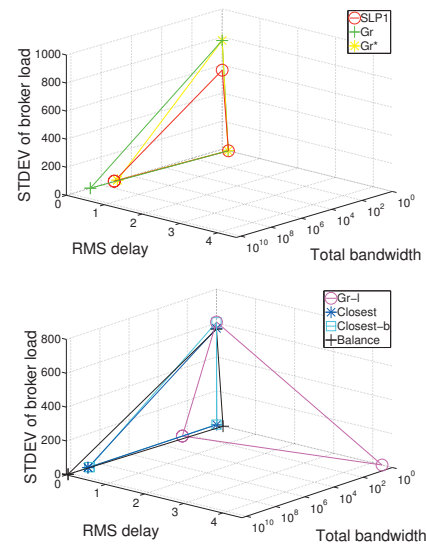 SLP1
Gr
Gr*
1000
800
600
400
200
0
STDEV of broker load
0
1
2
3
4
RMS delay
10^10
10^8
10^6
10^4
10^2
10^0
Total bandwidth
Gr-l
Closest
Closest-b
Balance
800
600
400
200
0
STDEV of broker load
0
1
2
3
4
RMS delay
10^10
10^8
10^6
10^4
10^2
10^0
Total bandwidth